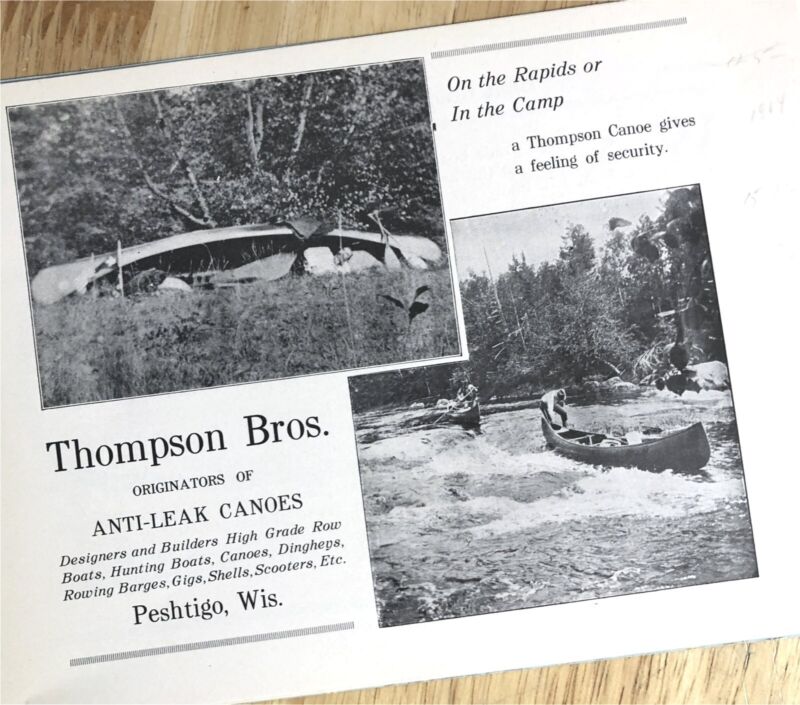 On the Rapids or
In the Camp
a Thompson Canoe gives
a feeling of security.
Thompson Bros.
ORIGINATORS OF
ANTI-LEAK CANOES
Designers and Builders High Grade Row
Boats, Hunting Boats, Canoes, Dingheys,
Rowing Barges, Gigs, Shells, Scooters, Etc.
Peshtigo, Wis.